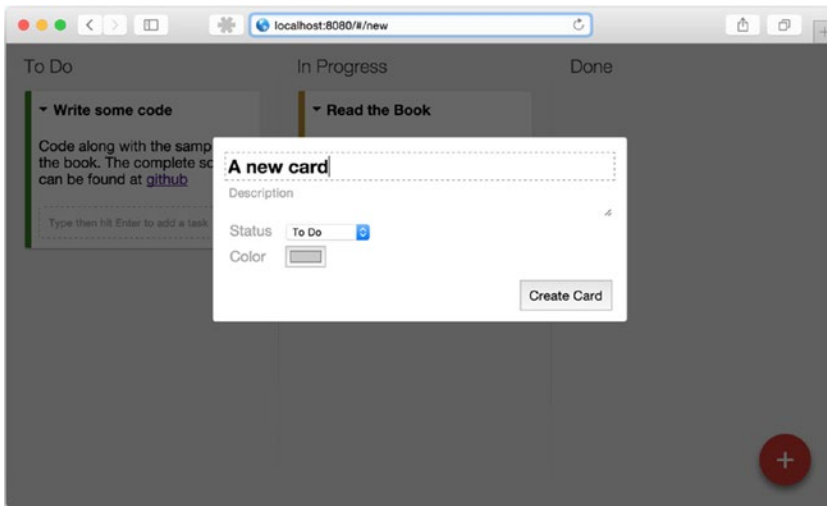 localhost:8080/#/new
To Do
In Progress
Done
Write some code
Read the Book
Code along with the samp
the book. The complete sc
can be found at github
Type then hit Enter to add a task
A new card
Description
Status To Do
Color
Create Card